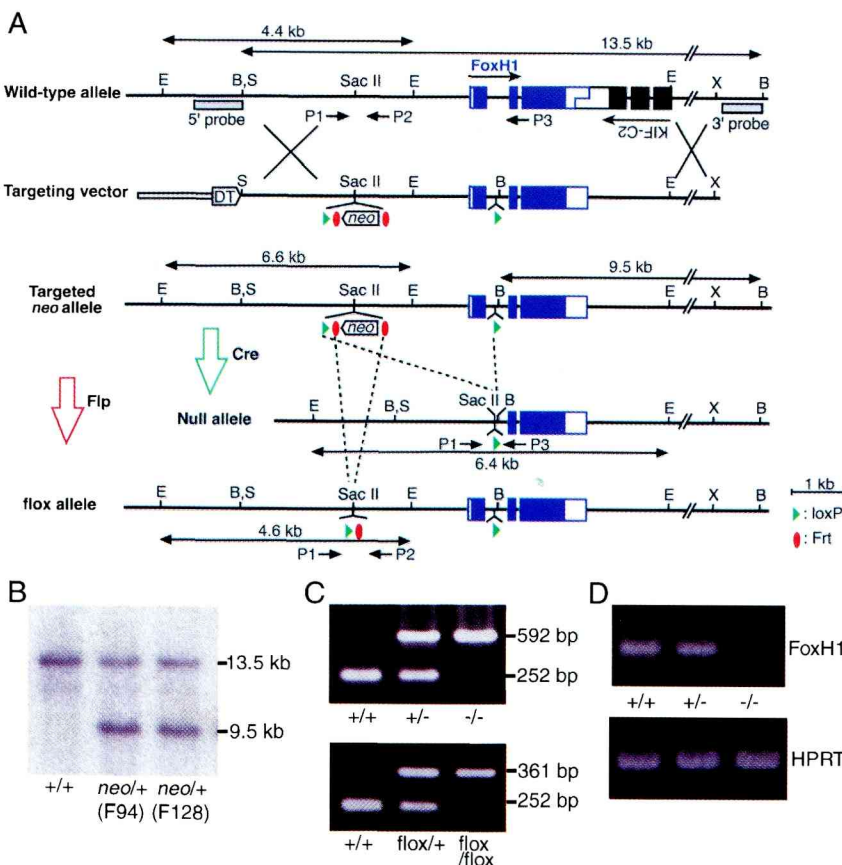 A
4.4 kb
13.5 kb
FoxH1
E B,S Sac II E E X B
Wild-type allele
5' probe P1 P2 P3 KIF-C2 3' probe
Targeting vector
S Sac II E B E X
DT
neo
6.6 kb 9.5 kb
Targeted
neo allele
E B,S Sac II E B E X B
neo
Cre
Flp
Null allele
E B,S Sac II B E X B
P1 P3
6.4 kb
flox allele
E B,S Sac II E B E X B
4.6 kb
P1 P2
1 kb
: loxP
: Frt
B
13.5 kb
9.5 kb
+/+ neo/+ neo/+
(F94) (F128)
C
592 bp
252 bp
+/+ +/- -/-
361 bp
252 bp
+/+ flox/+ flox
/flox
D
FoxH1
+/+ +/- -/-
HPRT